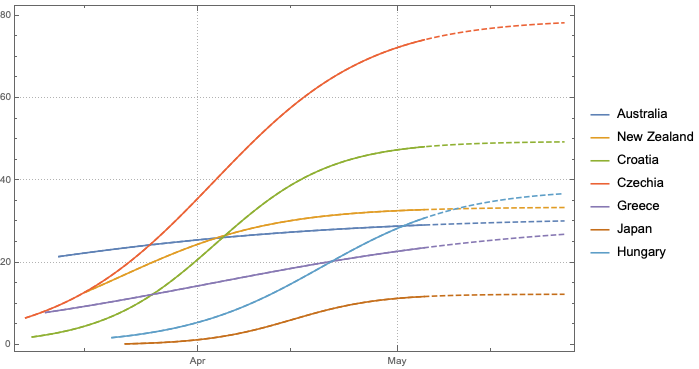 80
60
40
20
0
Apr
May
Australia
New Zealand
Croatia
Czechia
Greece
Japan
Hungary